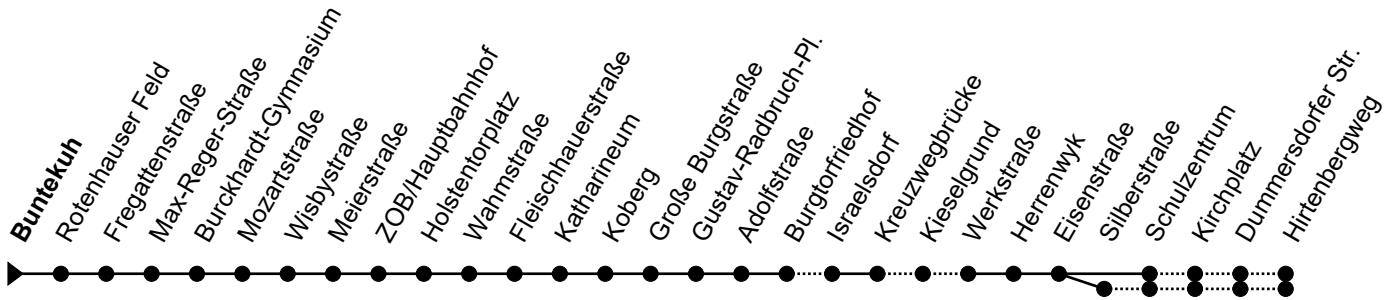 Buntekuh
Rotenhauser Feld
Fregattenstraße
Max-Reger-Straße
Burckhardt-Gymnasium
Mozartstraße
Wisbystraße
Meierstraße
ZOB/Hauptbahnhof
Holstentorplatz
Wahmstraße
Fleischhauerstraße
Katharineum
Koberg
Große Burgstraße
Gustav-Radbruch-Pl.
Adolfstraße
Burgtorfriedhof
Israelsdorf
Kreuzwegbrücke
Kieselgrund
Werkstraße
Herrenwyk
Eisenstraße
Silberstraße
Schulzentrum
Kirchplatz
Dummersdorfer Str.
Hirtenbergweg